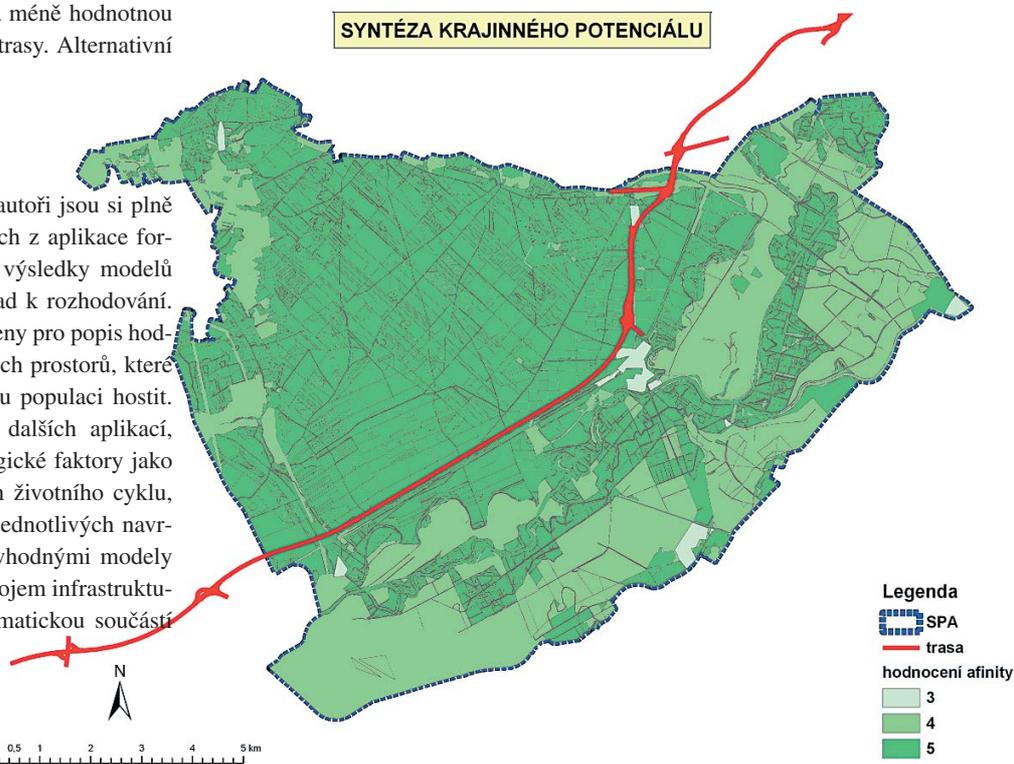 méně hodnotnou
trasy. Alternativní
autoři jsou si plně
ch z aplikace for-
výsledky modelů
ad k rozhodování.
eny pro popis hod-
ch prostorů, které
u populaci hostit.
dalších aplikací,
gické faktory jako
životního cyklu,
ednotlivých navr-
yhodnými modely
ojem infrastruktu-
matickou součástí
SYNTÉZA KRAJINNÉHO POTENCIÁLU
N
0,5 1 2 3 4 5 km
Legenda
SPA
trasa
hodnocení afinity
3
4
5